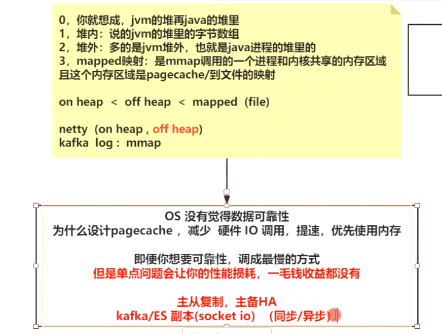 0，你就想成，jvm的堆再java的堆里
1，堆内：说的jvm的堆里的字节数组
2，堆外：多的是jvm堆外，也就是java进程的堆里的
3，mapped映射：是mmap调用的一个进程和内核共享的内存区域
且这个内存区域是pagecache/到文件的映射
on heap < off heap < mapped（file）
netty（on heap , off heap）
kafka log：mmap
OS 没有觉得数据可靠性
为什么设计pagecache ，减少 硬件 IO 调用，提速，优先使用内存
即便你想要可靠性，调成最慢的方式
但是单点问题会让你的性能损耗，一毛钱收益都没有
主从复制，主备HA
kafka/ES 副本(socket io) （同步/异步）